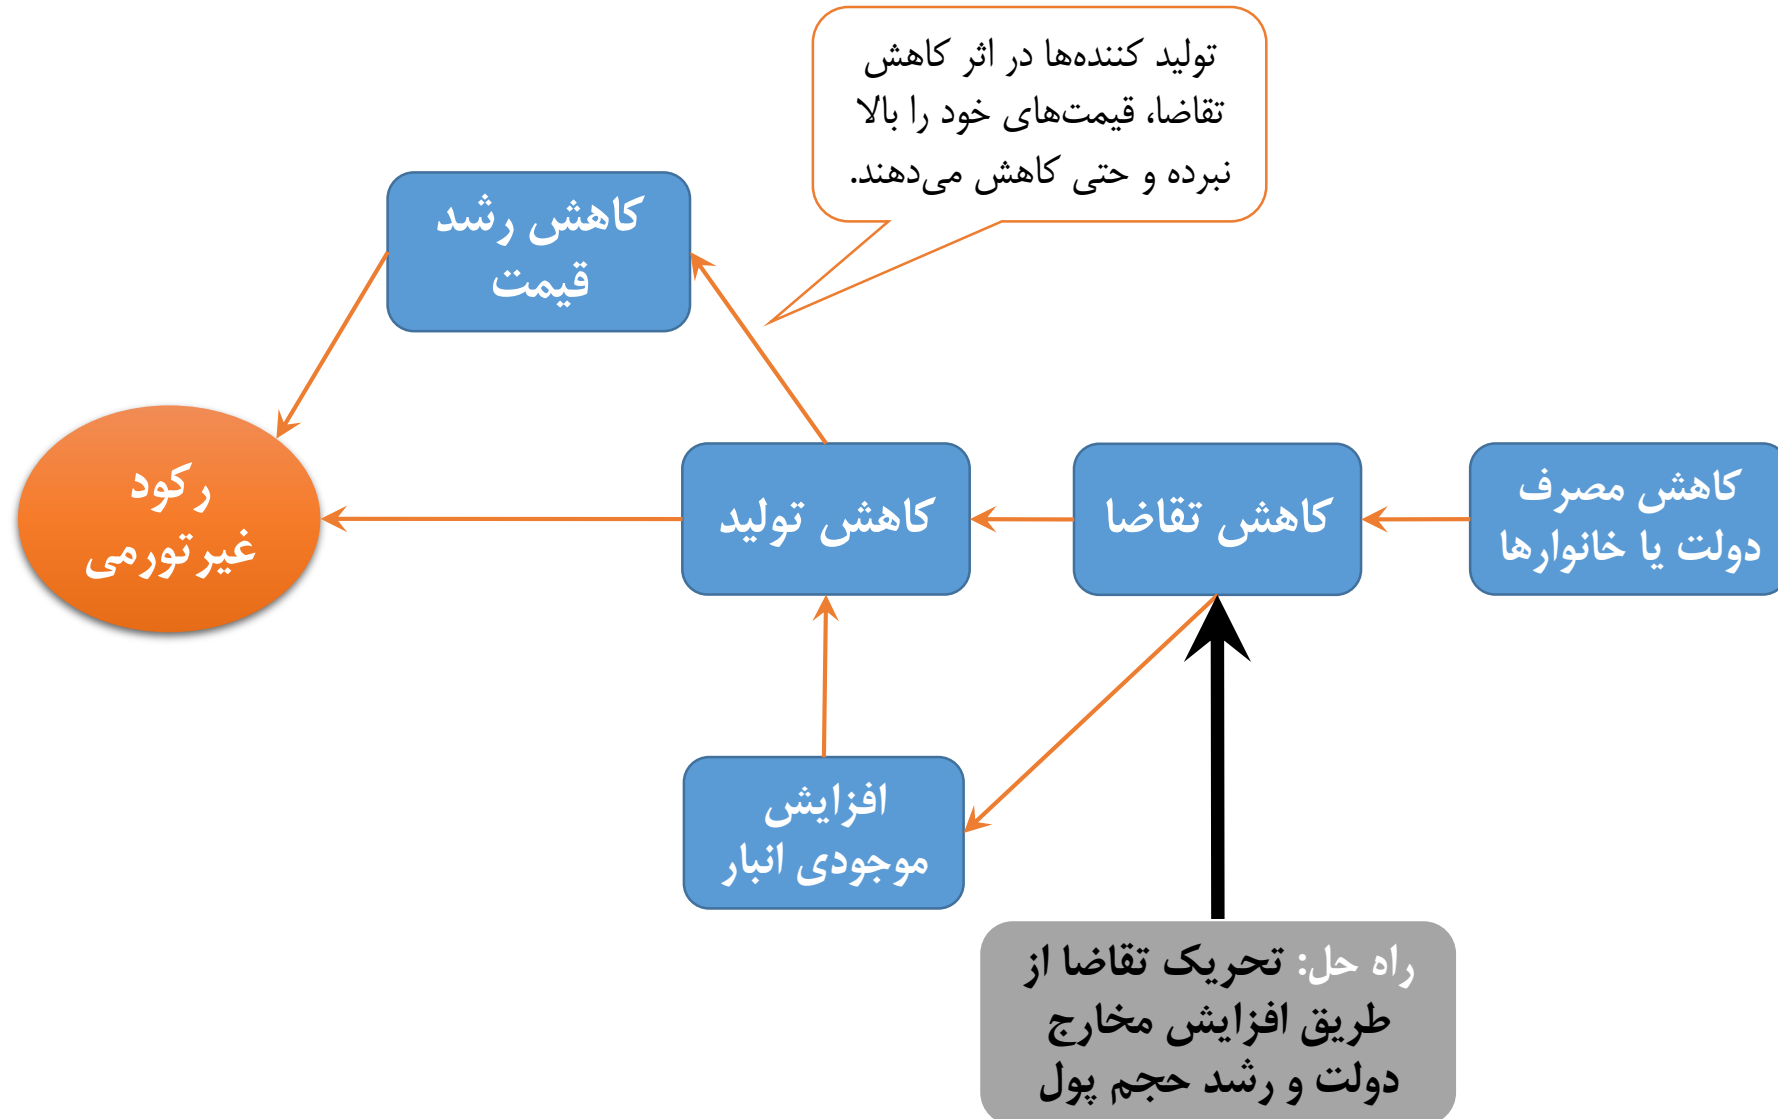 تولید کننده‌ها در اثر کاهش
تقاضا، قیمت‌های خود را بالا
نبرده و حتی کاهش می‌دهند.
کاهش رشد
قیمت
کاهش مصرف
دولت یا خانوارها
کاهش تقاضا
کاهش تولید
رکود
غیرتورمی
افزایش
موجودی انبار
راه حل: تحریک تقاضا از
طریق افزایش مخارج
دولت و رشد حجم پول